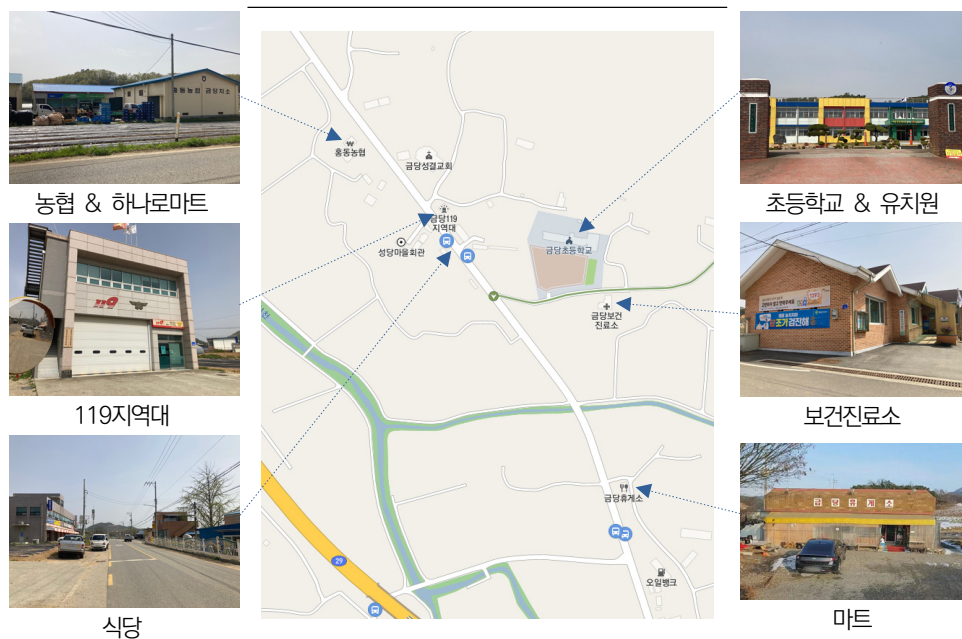 홍동농협 금당지소
농협 & 하나로마트
119
119지역대
식당
홍동농협
금당성결교회
금당119
지역대
성당마을회관
금당초등학교
금당보건
진료소
금당휴게소
29
오일뱅크
초등학교 & 유치원
조기검진해
보건진료소
금당휴게소
마트